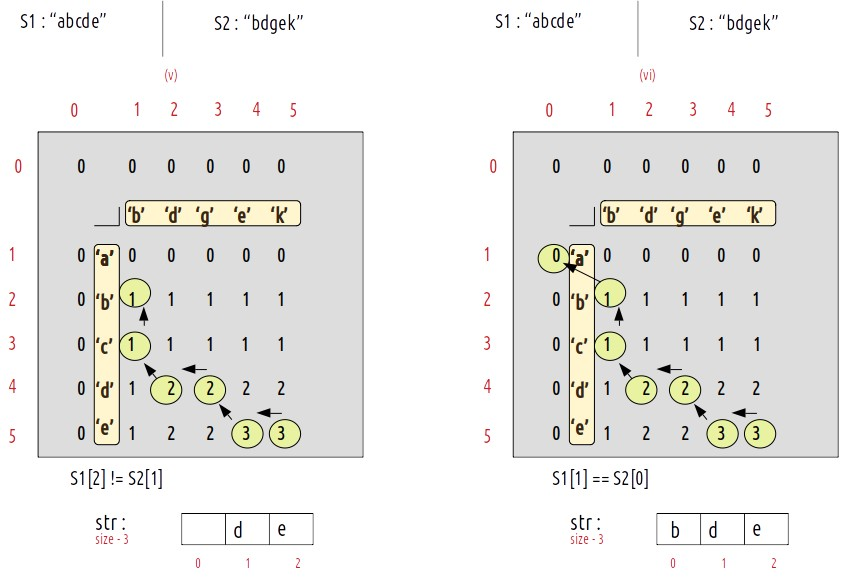 S1 : “abcde” S2 : “bdgek”
(v)
0 1 2 3 4 5
0 0 0 0 0 0 0
‘b’ ‘d’ ‘g’ ‘e’ ‘k’
1 0 ‘a’ 0 0 0 0 0
2 0 ‘b’ 1 1 1 1 1
3 0 ‘c’ 1 1 1 1 1
4 0 ‘d’ 1 2 2 2 2
5 0 ‘e’ 1 2 2 3 3
S1[2] != S2[1]
str : d e
size - 3
0 1 2
S1 : “abcde” S2 : “bdgek”
(vi)
0 1 2 3 4 5
0 0 0 0 0 0 0
‘b’ ‘d’ ‘g’ ‘e’ ‘k’
1 0 ‘a’ 0 0 0 0 0
2 0 ‘b’ 1 1 1 1 1
3 0 ‘c’ 1 1 1 1 1
4 0 ‘d’ 1 2 2 2 2
5 0 ‘e’ 1 2 2 3 3
S1[1] == S2[0]
str : b d e
size - 3
0 1 2